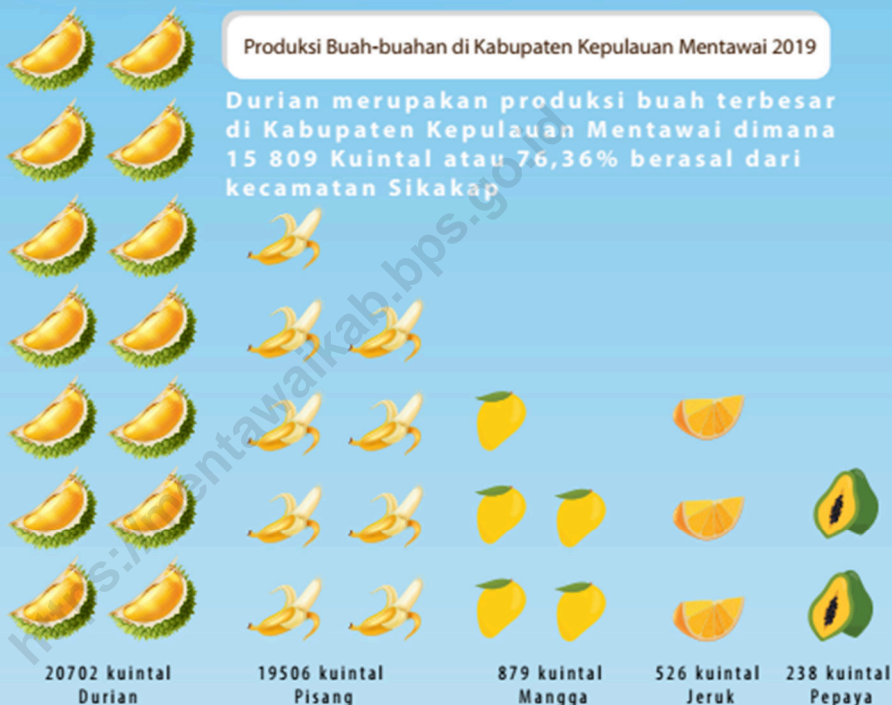 Produksi Buah-buahan di Kabupaten Kepulauan Mentawai 2019
Durian merupakan produksi buah terbesar
di Kabupaten Kepulauan Mentawai dimana
15 809 Kuintal atau 76,36% berasal dari
kecamatan Sikakap
https://mentawaikab.bps.go.id
20702 kuintal
Durian
19506 kuintal
Pisang
879 kuintal
Mangga
526 kuintal
Jeruk
238 kuintal
Pepaya